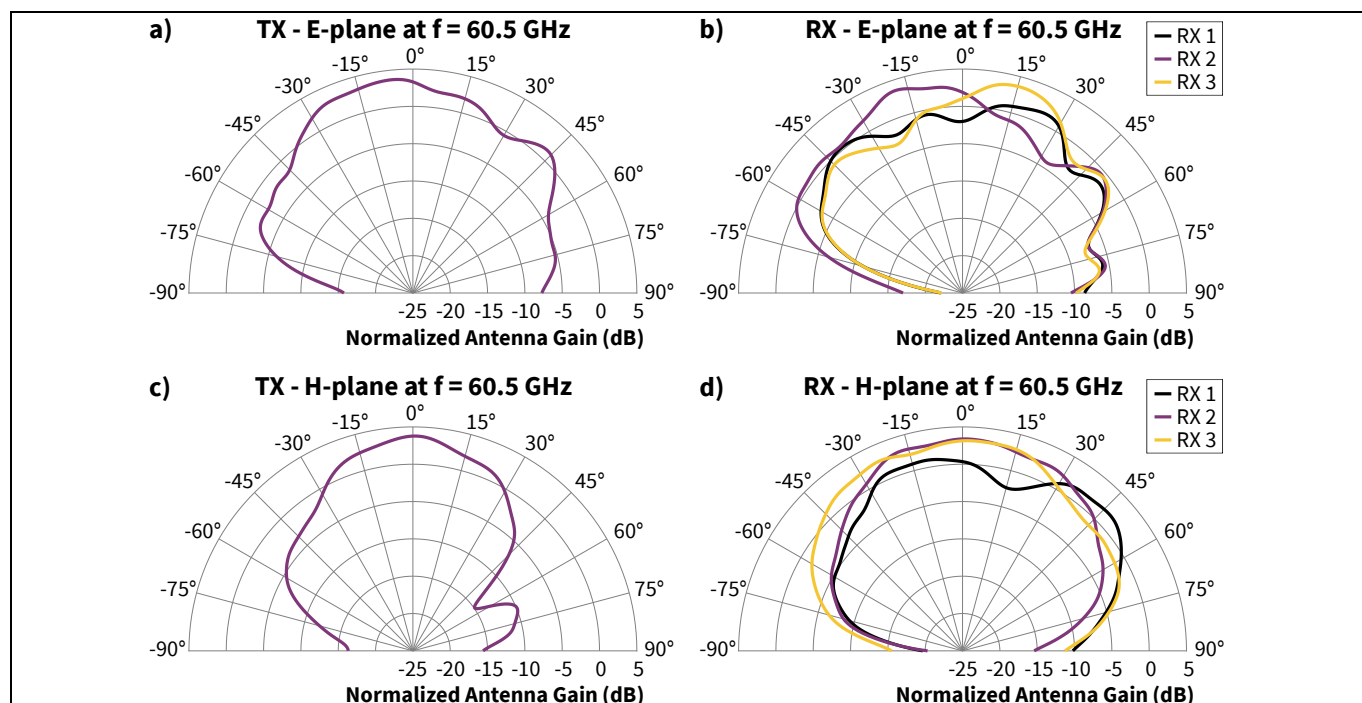 a) TX - E-plane at f = 60.5 GHz
0°
-15° 15°
-30° 30°
-45° 45°
-60° 60°
-75° 75°
-90° 90°
-25 -20 -15 -10 -5 0 5
Normalized Antenna Gain (dB)
b) RX - E-plane at f = 60.5 GHz
RX 1
RX 2
RX 3
0°
-15° 15°
-30° 30°
-45° 45°
-60° 60°
-75° 75°
-90° 90°
-25 -20 -15 -10 -5 0 5
Normalized Antenna Gain (dB)
c) TX - H-plane at f = 60.5 GHz
0°
-15° 15°
-30° 30°
-45° 45°
-60° 60°
-75° 75°
-90° 90°
-25 -20 -15 -10 -5 0 5
Normalized Antenna Gain (dB)
d) RX - H-plane at f = 60.5 GHz
RX 1
RX 2
RX 3
0°
-15° 15°
-30° 30°
-45° 45°
-60° 60°
-75° 75°
-90° 90°
-25 -20 -15 -10 -5 0 5
Normalized Antenna Gain (dB)